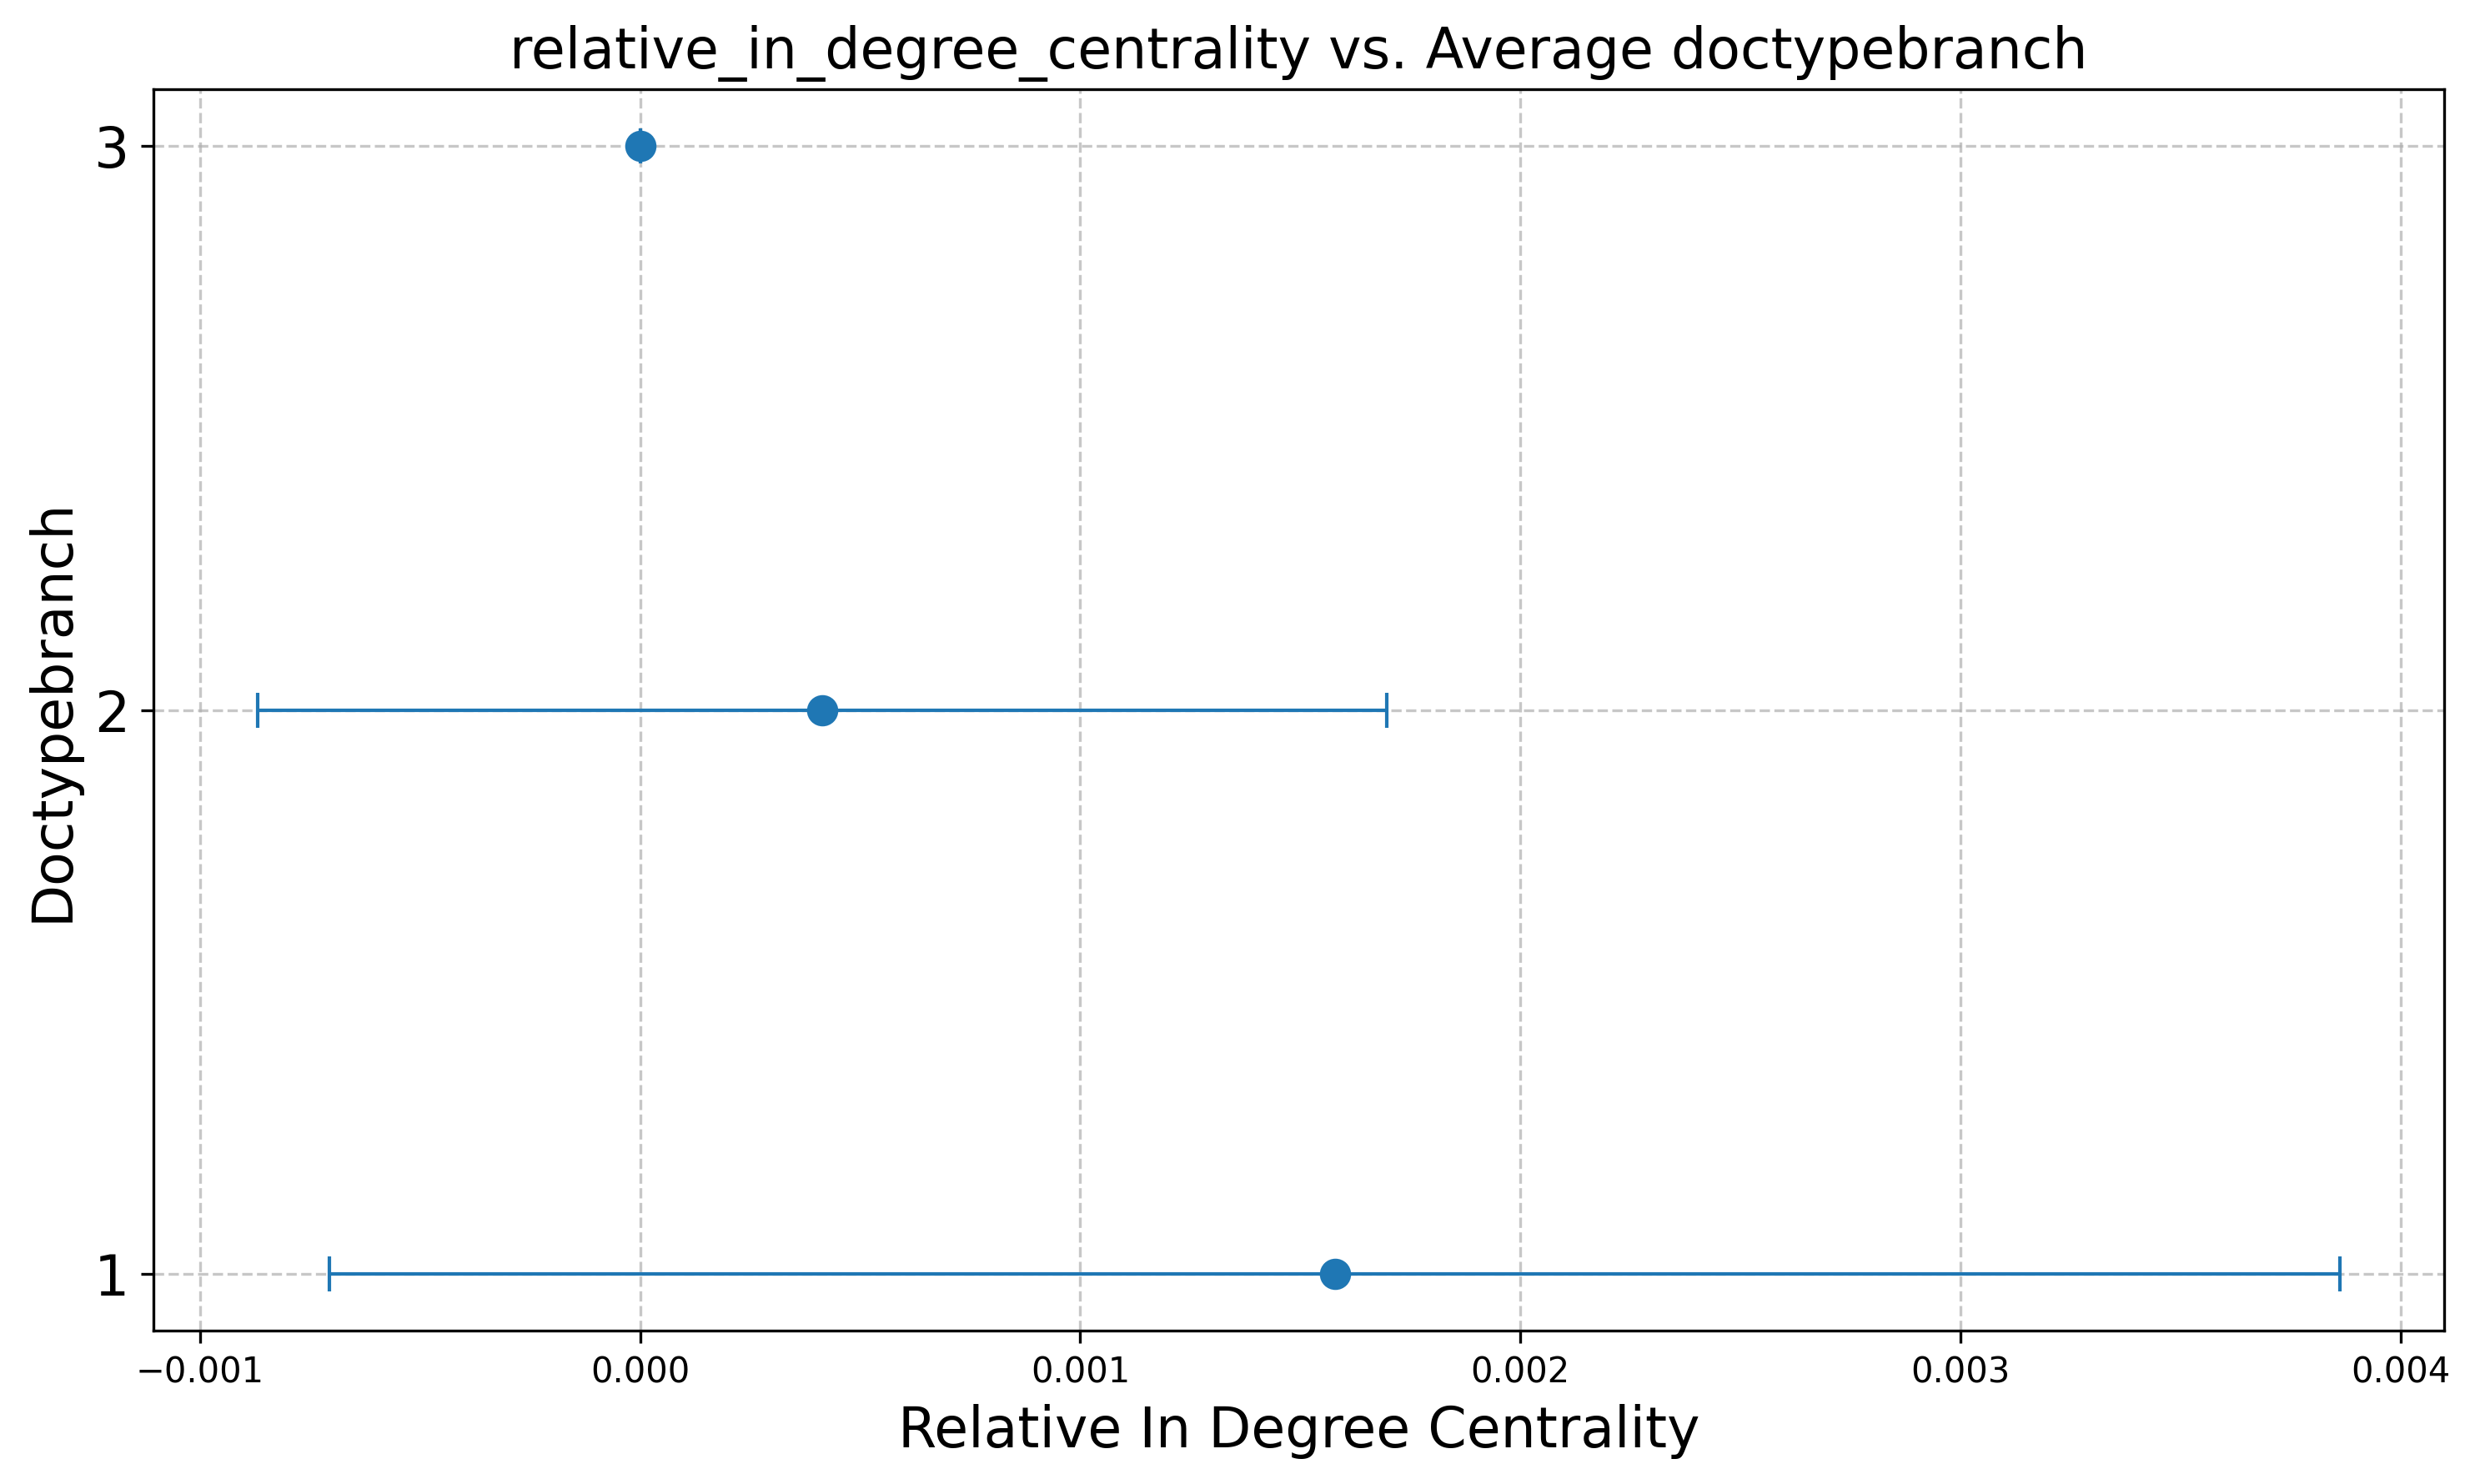 relative_in_degree_centrality vs. Average doctypebranch
Doctypebranch
3
2
1
−0.001 0.000 0.001 0.002 0.003 0.004
Relative In Degree Centrality